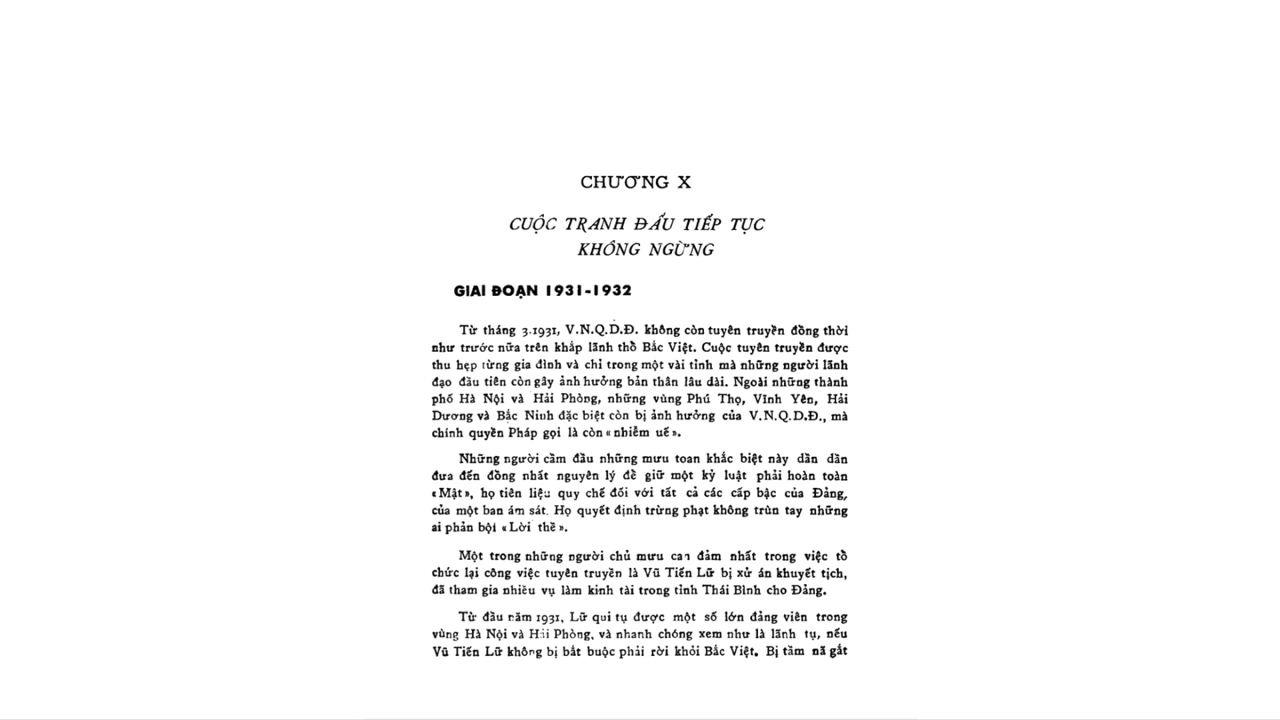 CHƯƠNG X
CUỘC TRANH ĐẤU TIẾP TỤC
KHÔNG NGỪNG
GIAI ĐOẠN 1931-1932
Từ tháng 3.1931, V.N.Q.D.Đ. không còn tuyên truyền đồng thời
như trước nữa trên khắp lãnh thổ Bắc Việt. Cuộc tuyên truyền được
thu hẹp từng gia đình và chỉ trong một vài tỉnh mà những người lãnh
đạo đầu tiên còn gây ảnh hưởng bản thân lâu dài. Ngoài những thành
phố Hà Nội và Hải Phòng, những vùng Phú Thọ, Vĩnh Yên, Hải
Dương và Bắc Ninh đặc biệt còn bị ảnh hưởng của V.N.Q.D.Đ., mà
chính quyền Pháp gọi là còn «nhiễm uế».
Những người cầm đầu những mưu toan khắc biệt này dần dần
đưa đến đồng nhất nguyên lý để giữ một kỷ luật phải hoàn toàn
«Mật», họ tiên liệu quy chế đối với tất cả các cấp bậc của Đảng,
của một ban ám sát. Họ quyết định trừng phạt không trùn tay những
ai phản bội «Lời thề».
Một trong những người chủ mưu can đảm nhất trong việc tổ
chức lại công việc tuyên truyền là Vũ Tiến Lữ bị xử án khuyết tịch,
đã tham gia nhiều vụ làm kinh tài trong tỉnh Thái Bình cho Đảng.
Từ đầu năm 1931, Lữ qui tụ được một số lớn đảng viên trong
vùng Hà Nội và Hải Phòng, và nhanh chóng xem như là lãnh tụ, nếu
Vũ Tiến Lữ không bị bắt buộc phải rời khỏi Bắc Việt. Bị tầm nã gắt